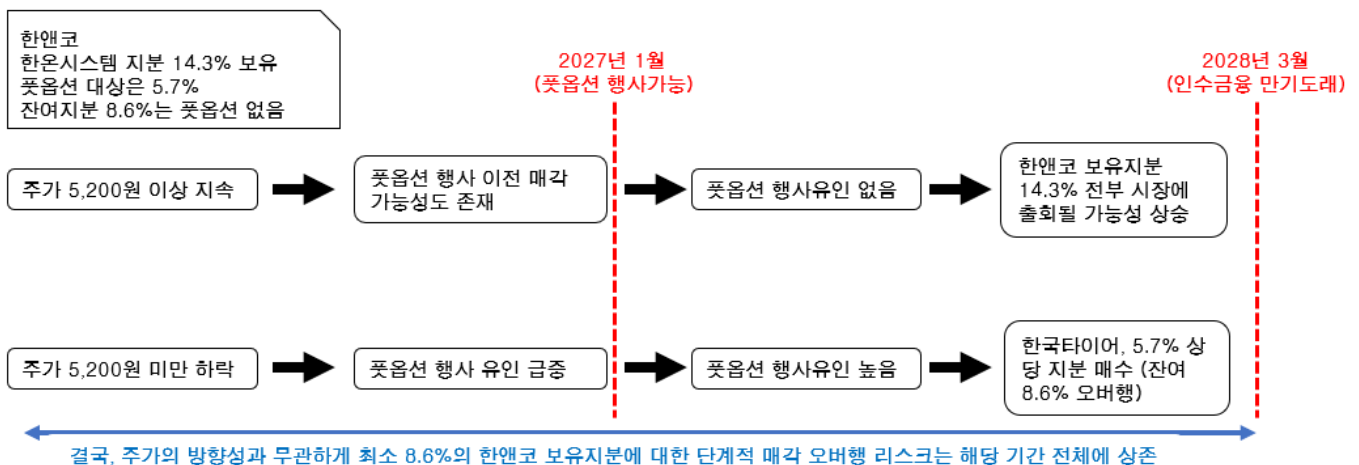 한앤코
한온시스템 지분 14.3% 보유
풋옵션 대상은 5.7%
잔여지분 8.6%는 풋옵션 없음
2027년 1월
(풋옵션 행사가능)
2028년 3월
(인수금융 만기도래)
주가 5,200원 이상 지속
풋옵션 행사 이전 매각
가능성도 존재
풋옵션 행사유인 없음
한앤코 보유지분
14.3% 전부 시장에
출회될 가능성 상승
주가 5,200원 미만 하락
풋옵션 행사 유인 급증
풋옵션 행사유인 높음
한국타이어, 5.7% 상
당 지분 매수 (잔여
8.6% 오버행)
결국, 주가의 방향성과 무관하게 최소 8.6%의 한앤코 보유지분에 대한 단계적 매각 오버행 리스크는 해당 기간 전체에 상존